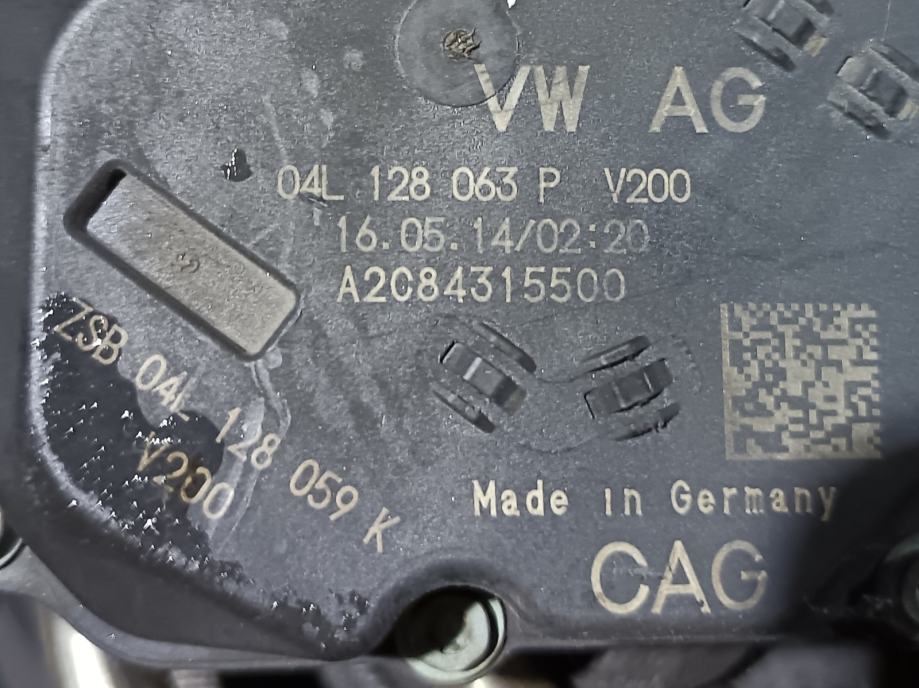 VW AG
04L 128 063 P V200
16.05.14/02:20
A2C84315500
ZSB 04L 128 059 K
V200
Made in Germany
CAG